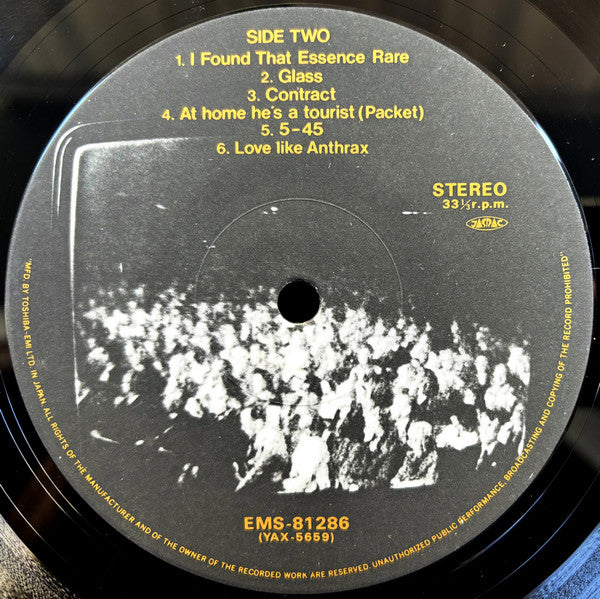 SIDE TWO
1. I Found That Essence Rare
2. Glass
3. Contract
4. At home he's a tourist (Packet)
5. 5-45
6. Love like Anthrax
STEREO
33⅓ r.p.m.
JASRAC
EMS-81286
(YAX-5659)
"MFD. BY TOSHIBA-EMI LTD. IN JAPAN. ALL RIGHTS OF THE MANUFACTURER AND OF THE OWNER OF THE RECORDED WORK ARE RESERVED. UNAUTHORIZED PUBLIC PERFORMANCE, BROADCASTING AND COPYING OF THE RECORD PROHIBITED"